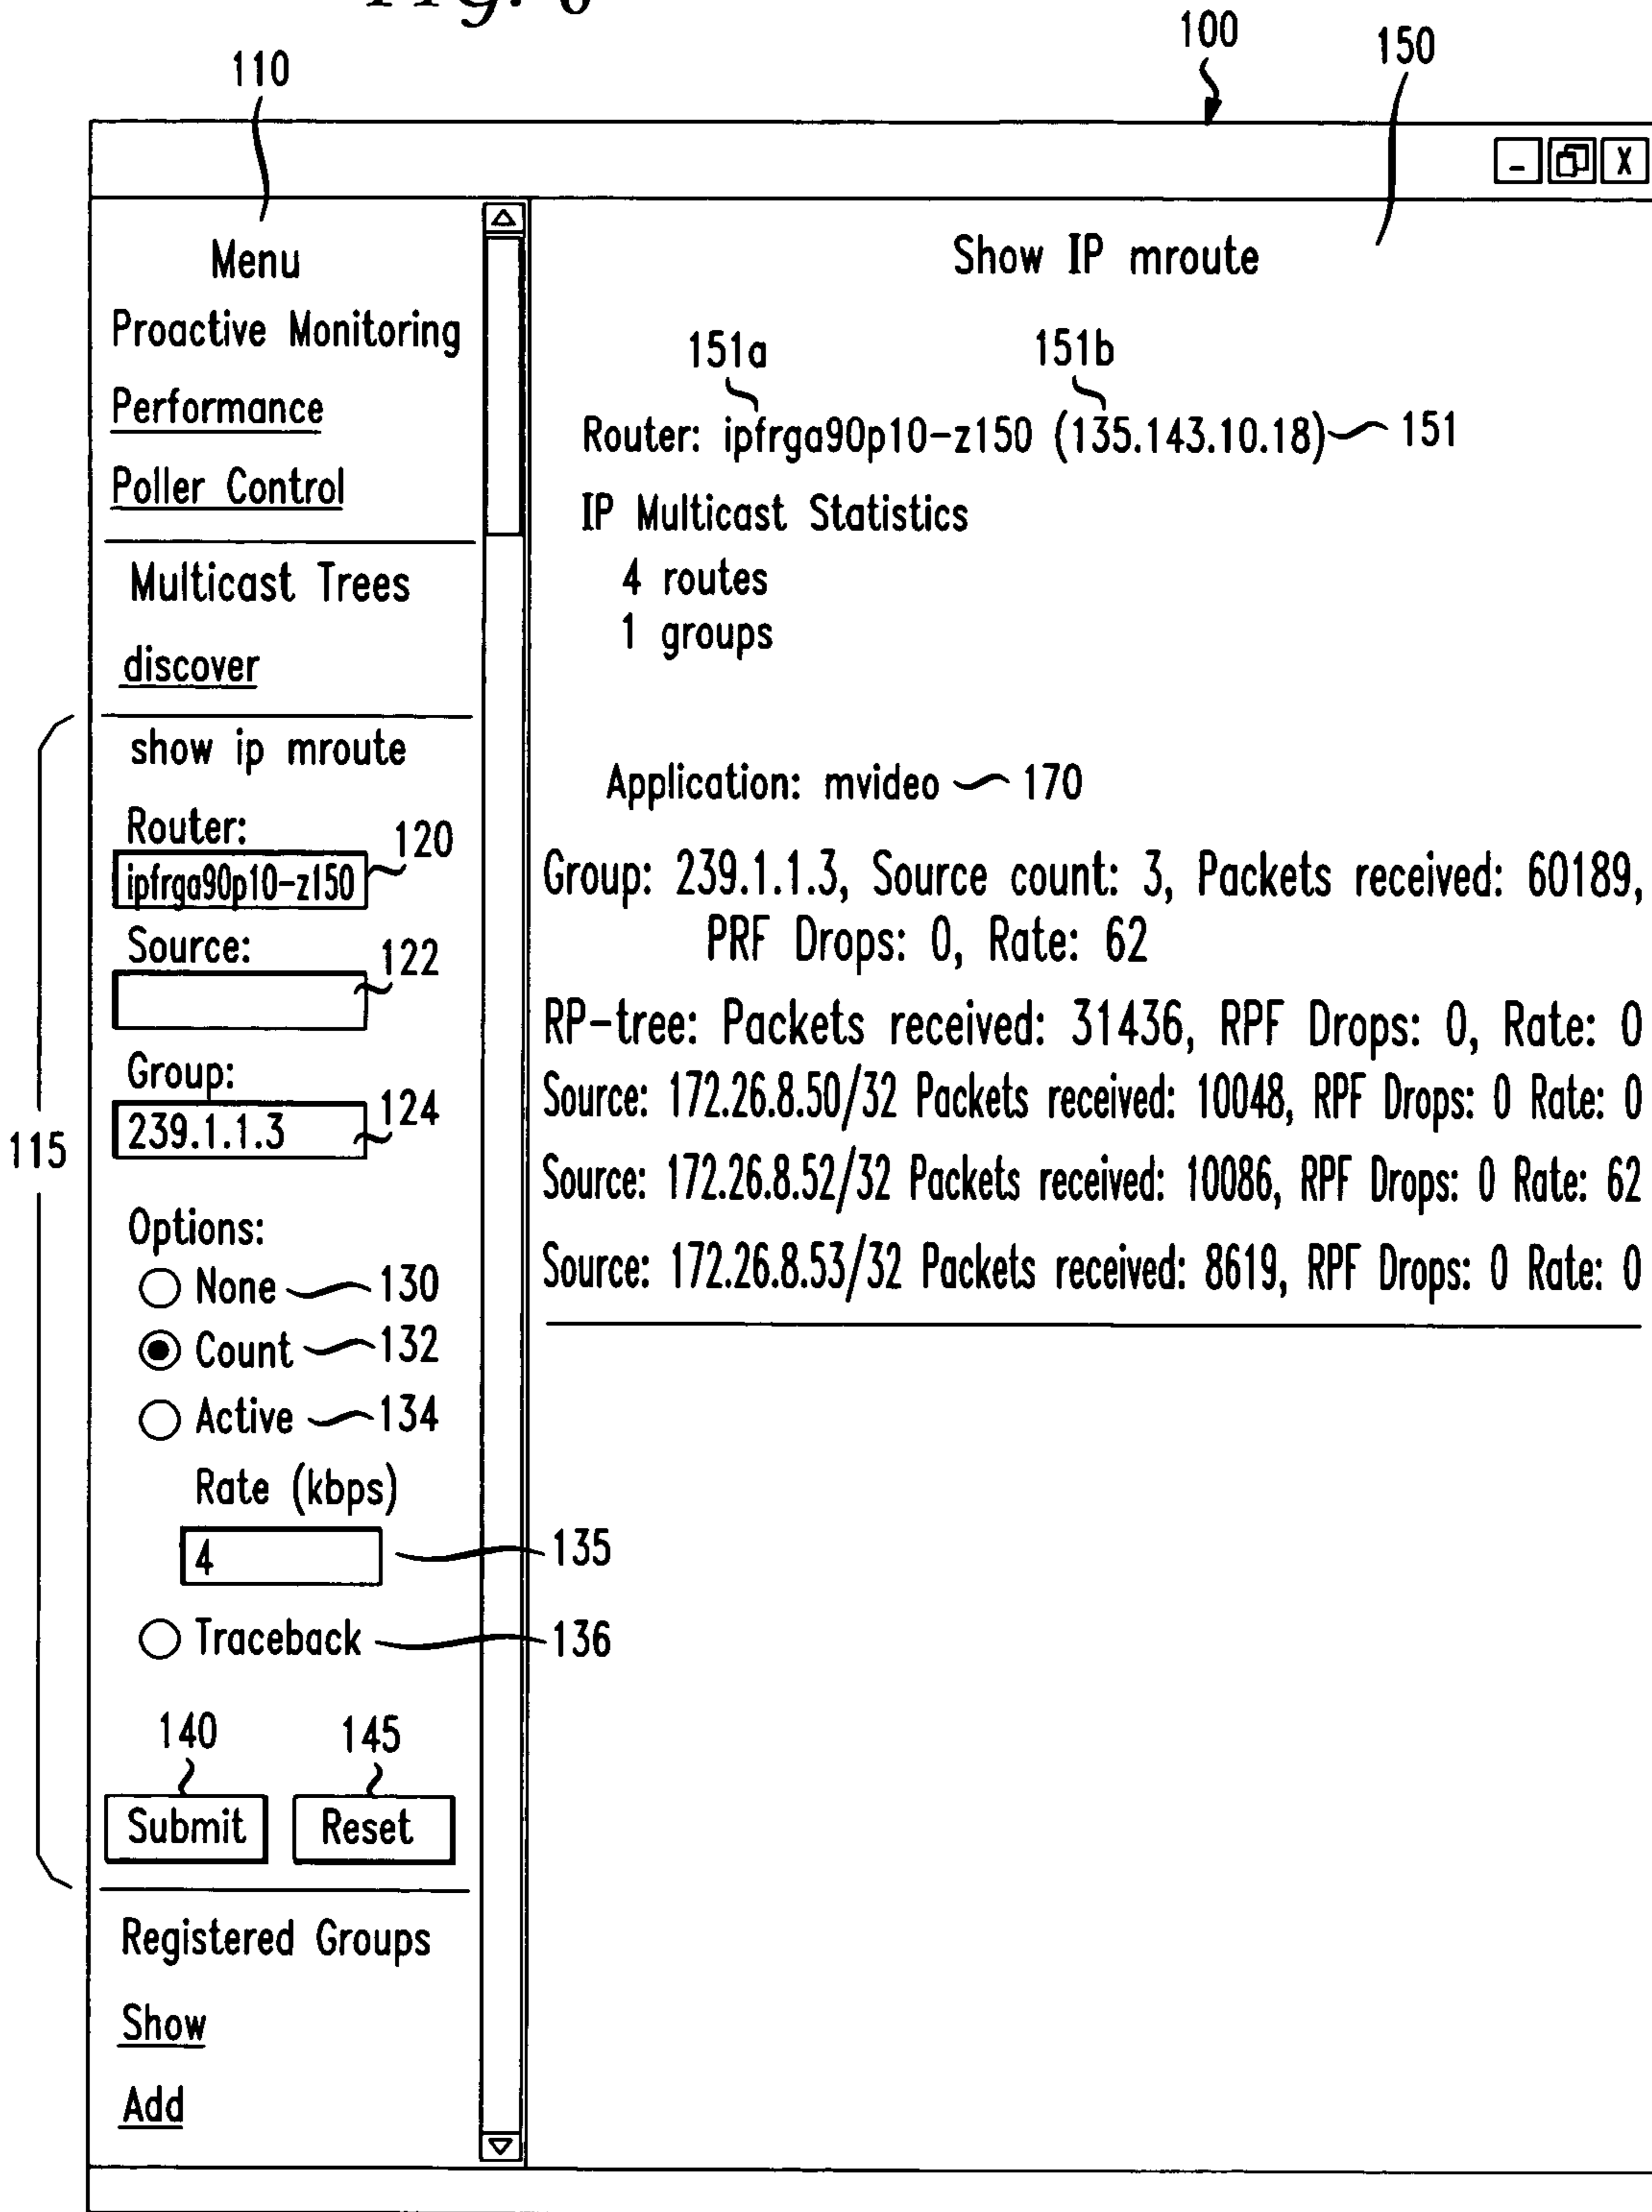 Fig. 6
100
150
110
- X
Menu
Proactive Monitoring
Performance
Poller Control
Multicast Trees
discover
115
show ip mroute
Router:
ipfrga90p10-z150
120
Source:
122
Group:
239.1.1.3
124
Options:
None 130
Count 132
Active 134
Rate (kbps)
4
135
Traceback 136
140 145
Submit Reset
Registered Groups
Show
Add
Show IP mroute
151a 151b
Router: ipfrga90p10-z150 (135.143.10.18) 151
IP Multicast Statistics
4 routes
1 groups
Application: mvideo 170
Group: 239.1.1.3, Source count: 3, Packets received: 60189,
PRF Drops: 0, Rate: 62
RP-tree: Packets received: 31436, RPF Drops: 0, Rate: 0
Source: 172.26.8.50/32 Packets received: 10048, RPF Drops: 0 Rate: 0
Source: 172.26.8.52/32 Packets received: 10086, RPF Drops: 0 Rate: 62
Source: 172.26.8.53/32 Packets received: 8619, RPF Drops: 0 Rate: 0